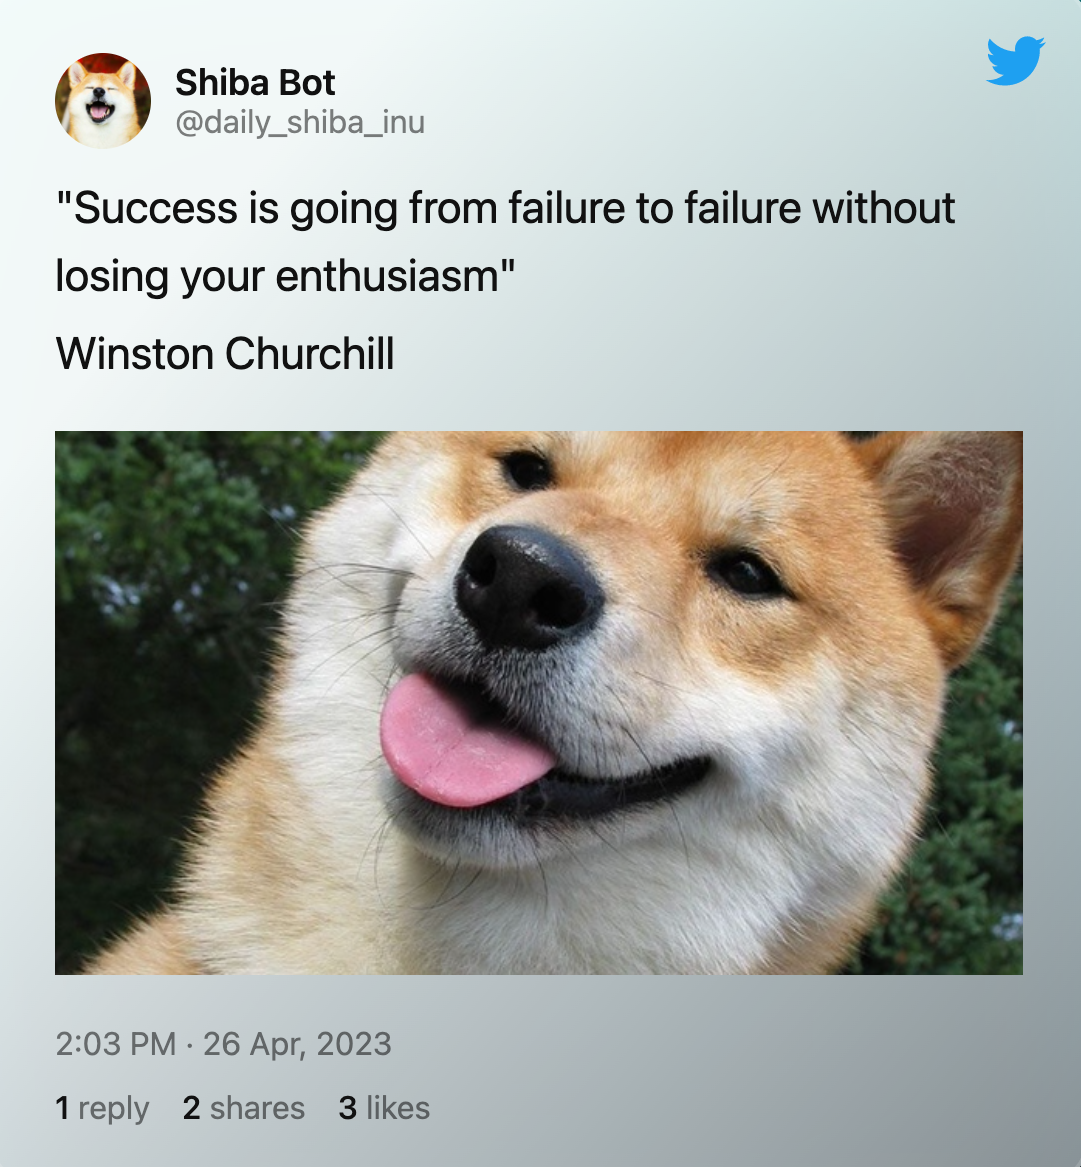 Shiba Bot
@daily_shiba_inu
"Success is going from failure to failure without
losing your enthusiasm"
Winston Churchill
2:03 PM · 26 Apr, 2023
1 reply 2 shares 3 likes